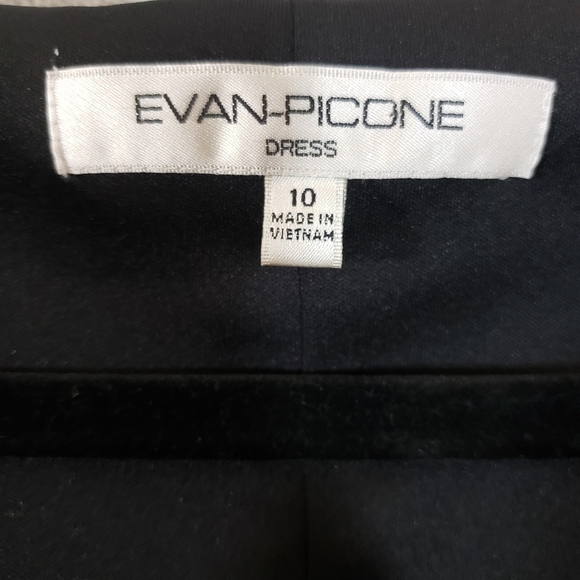 EVAN-PICONE
DRESS
10
MADE IN
VIETNAM